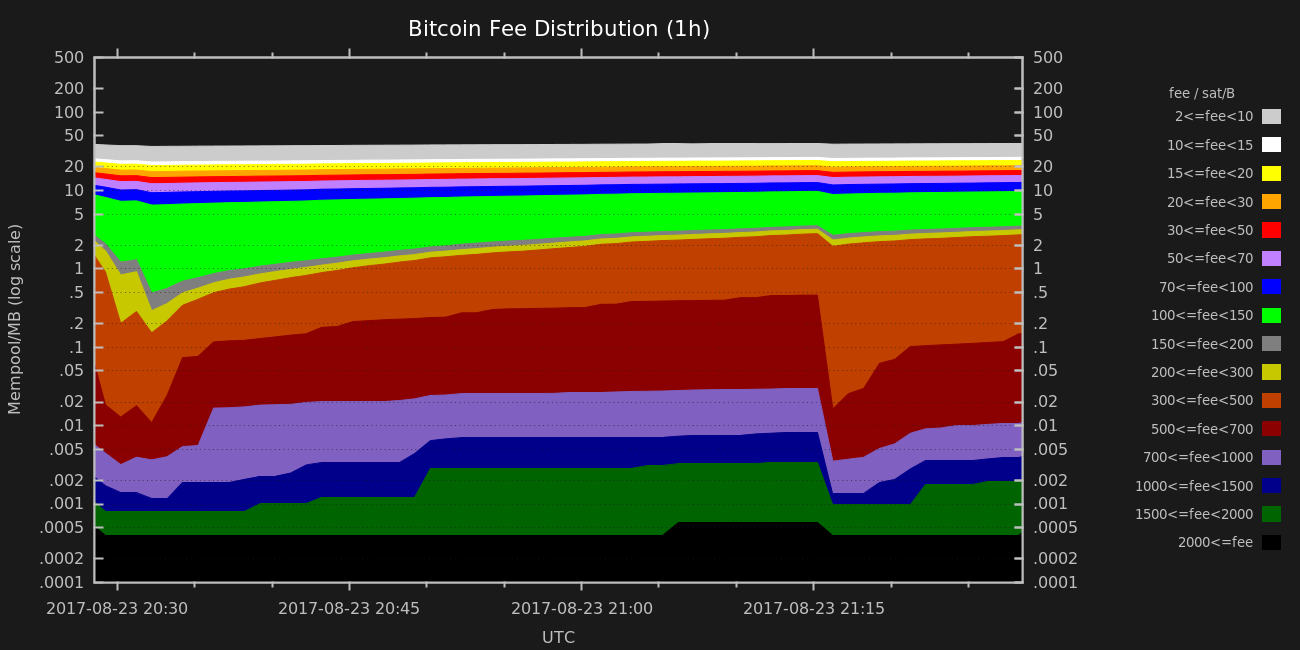 Bitcoin Fee Distribution (1h)
500 500
200 200
100 100
50 50
20 20
10 10
5 5
2 2
1 1
.5 .5
.2 .2
.1 .1
.05 .05
.02 .02
.01 .01
.005 .005
.002 .002
.001 .001
.0005 .0005
.0002 .0002
.0001 .0001
Mempool/MB (log scale)
2017-08-23 20:30 2017-08-23 20:45 2017-08-23 21:00 2017-08-23 21:15
UTC
fee / sat/B
2<=fee<10
10<=fee<15
15<=fee<20
20<=fee<30
30<=fee<50
50<=fee<70
70<=fee<100
100<=fee<150
150<=fee<200
200<=fee<300
300<=fee<500
500<=fee<700
700<=fee<1000
1000<=fee<1500
1500<=fee<2000
2000<=fee